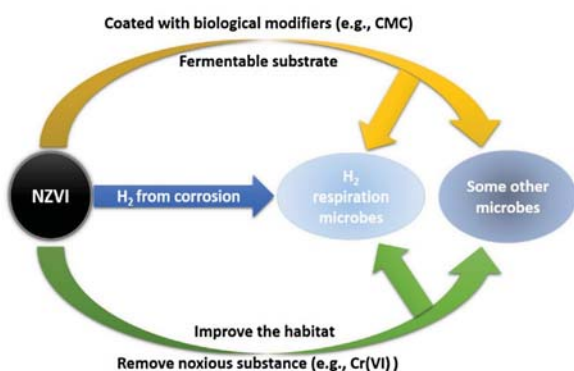 Coated with biological modifiers (e.g., CMC)
Fermentable substrate
NZVI
H₂ from corrosion
H₂
respiration
microbes
Some other
microbes
Improve the habitat
Remove noxious substance (e.g., Cr(VI))